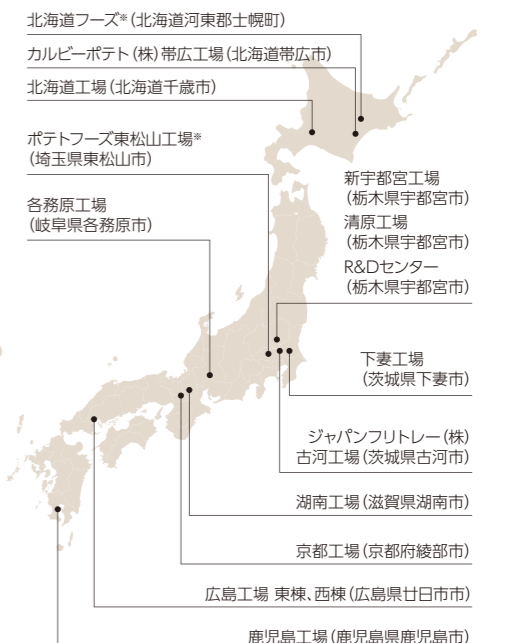 北海道フーズ※(北海道河東郡士幌町)
カルビーポテト(株)帯広工場(北海道帯広市)
北海道工場(北海道千歳市)
ポテトフーズ東松山工場※
(埼玉県東松山市)
各務原工場
(岐阜県各務原市)
新宇都宮工場
(栃木県宇都宮市)
清原工場
(栃木県宇都宮市)
R&Dセンター
(栃木県宇都宮市)
下妻工場
(茨城県下妻市)
ジャパンフリトレー(株)
古河工場(茨城県古河市)
湖南工場(滋賀県湖南市)
京都工場(京都府綾部市)
広島工場 東棟、西棟(広島県廿日市市)
鹿児島工場(鹿児島県鹿児島市)